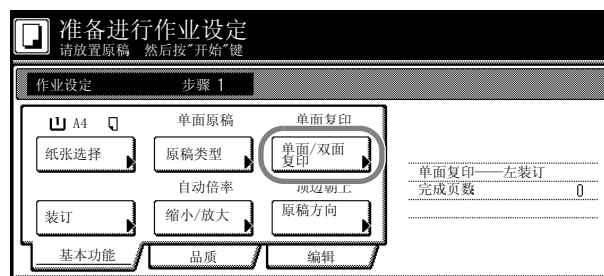 准备进行作业设定
请放置原稿 然后按"开始"键
作业设定 步骤 1
A4 单面原稿 单面复印
纸张选择 原稿类型 单面/双面
复印
自动倍率 顶边朝上
装订 缩小/放大 原稿方向
基本功能 品质 编辑
单面复印——左装订
完成页数 0